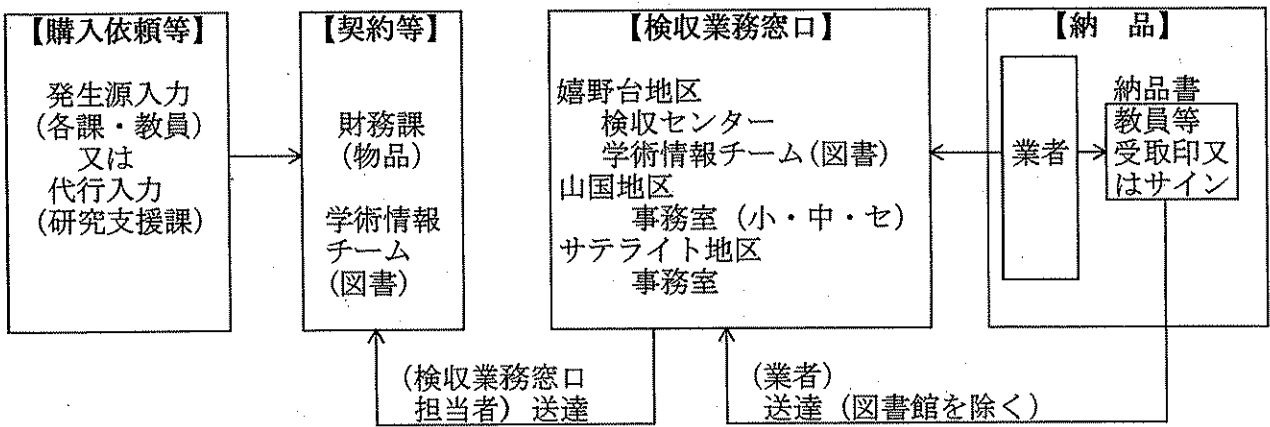 【購入依頼等】
発生源入力
(各課・教員)
又は
代行入力
(研究支援課)
【契約等】
財務課
(物品)
学術情報
チーム
(図書)
【検収業務窓口】
嬉野台地区
検収センター
学術情報チーム(図書)
山国地区
事務室(小・中・セ)
サテライト地区
事務室
【納 品】
業者
納品書
教員等
受取印又
はサイン
(検収業務窓口
担当者)送達
(業者)
送達(図書館を除く)